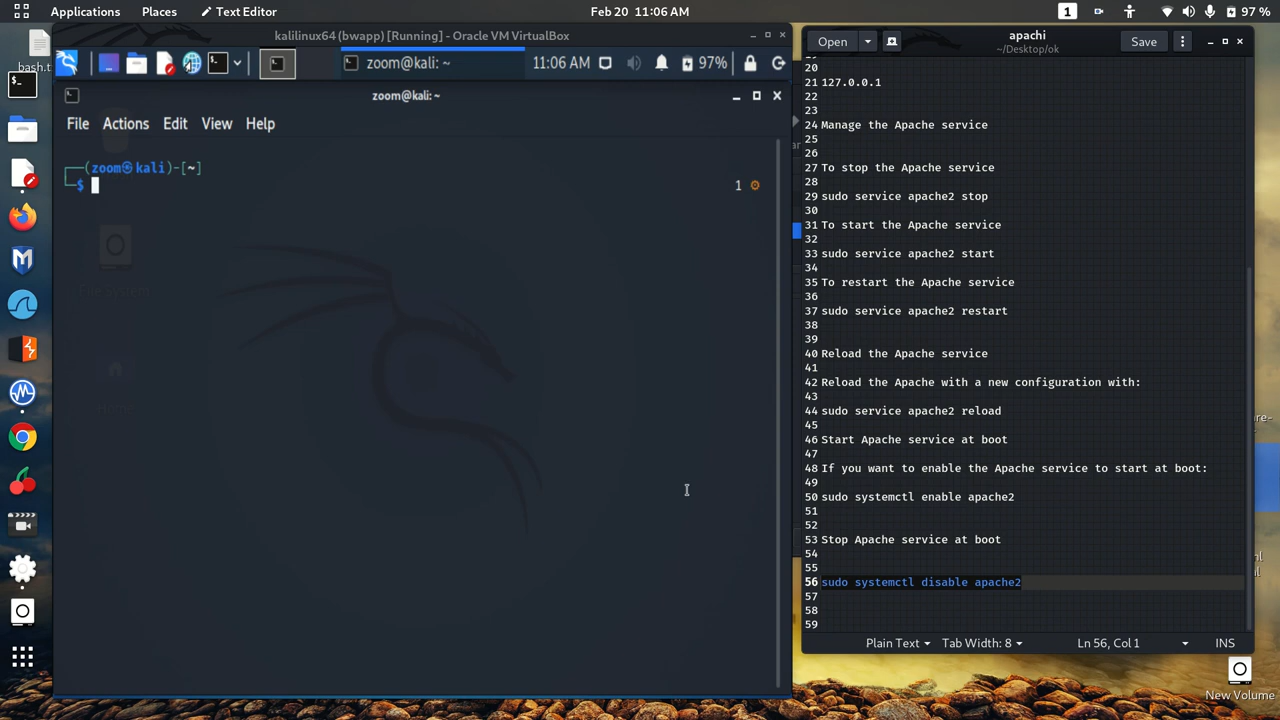 Applications
Places
Text Editor
Feb 20 11:06 AM
1
97 %
bash.t
kalilinux64 (bwapp) [Running] - Oracle VM VirtualBox
zoom@kali: ~
11:06 AM
97%
zoom@kali: ~
File Actions Edit View Help
┌──(zoom㉿kali)-[~]
└─$
1
File System
Home
Open
apachi
~/Desktop/ok
Save
20
21 127.0.0.1
22
23
24 Manage the Apache service
25
26
27 To stop the Apache service
28
29 sudo service apache2 stop
30
31 To start the Apache service
32
33 sudo service apache2 start
34
35 To restart the Apache service
36
37 sudo service apache2 restart
38
39
40 Reload the Apache service
41
42 Reload the Apache with a new configuration with:
43
44 sudo service apache2 reload
45
46 Start Apache service at boot
47
48 If you want to enable the Apache service to start at boot:
49
50 sudo systemctl enable apache2
51
52
53 Stop Apache service at boot
54
55
56 sudo systemctl disable apache2
57
58
59
Plain Text
Tab Width: 8
Ln 56, Col 1
INS
New Volume